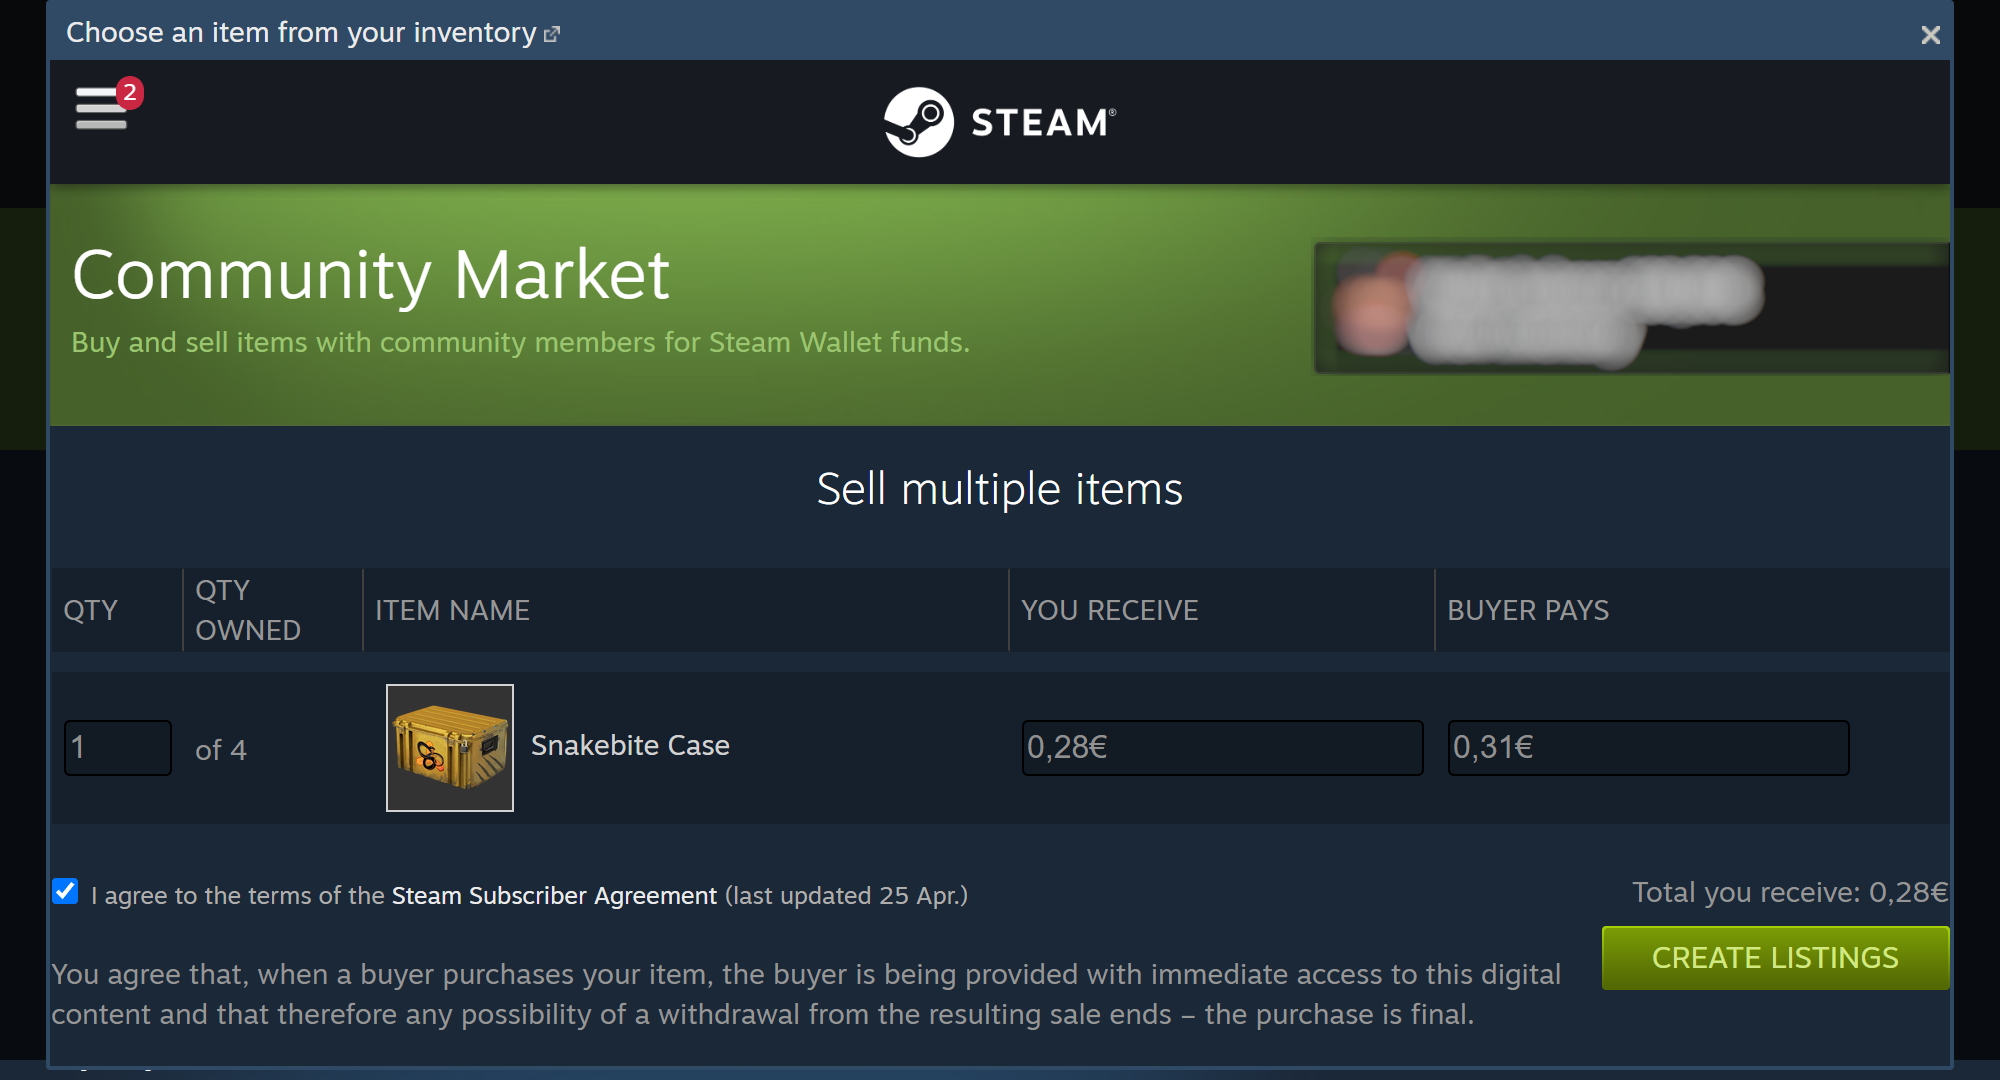 Choose an item from your inventory
2
STEAM®
Community Market
Buy and sell items with community members for Steam Wallet funds.
Sell multiple items
QTY
QTY OWNED
ITEM NAME
YOU RECEIVE
BUYER PAYS
1
of 4
Snakebite Case
0,28€
0,31€
I agree to the terms of the Steam Subscriber Agreement (last updated 25 Apr.)
Total you receive: 0,28€
CREATE LISTINGS
You agree that, when a buyer purchases your item, the buyer is being provided with immediate access to this digital
content and that therefore any possibility of a withdrawal from the resulting sale ends – the purchase is final.